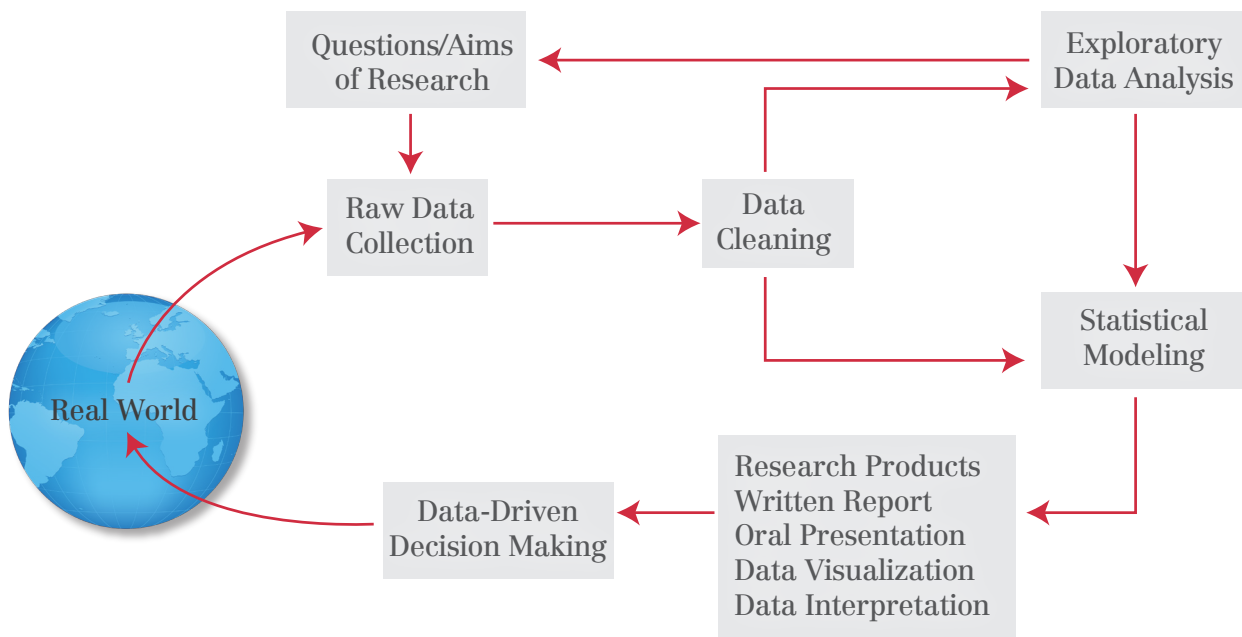 Questions/Aims
of Research
Exploratory
Data Analysis
Raw Data
Collection
Data
Cleaning
Statistical
Modeling
Real World
Research Products
Written Report
Oral Presentation
Data Visualization
Data Interpretation
Data-Driven
Decision Making